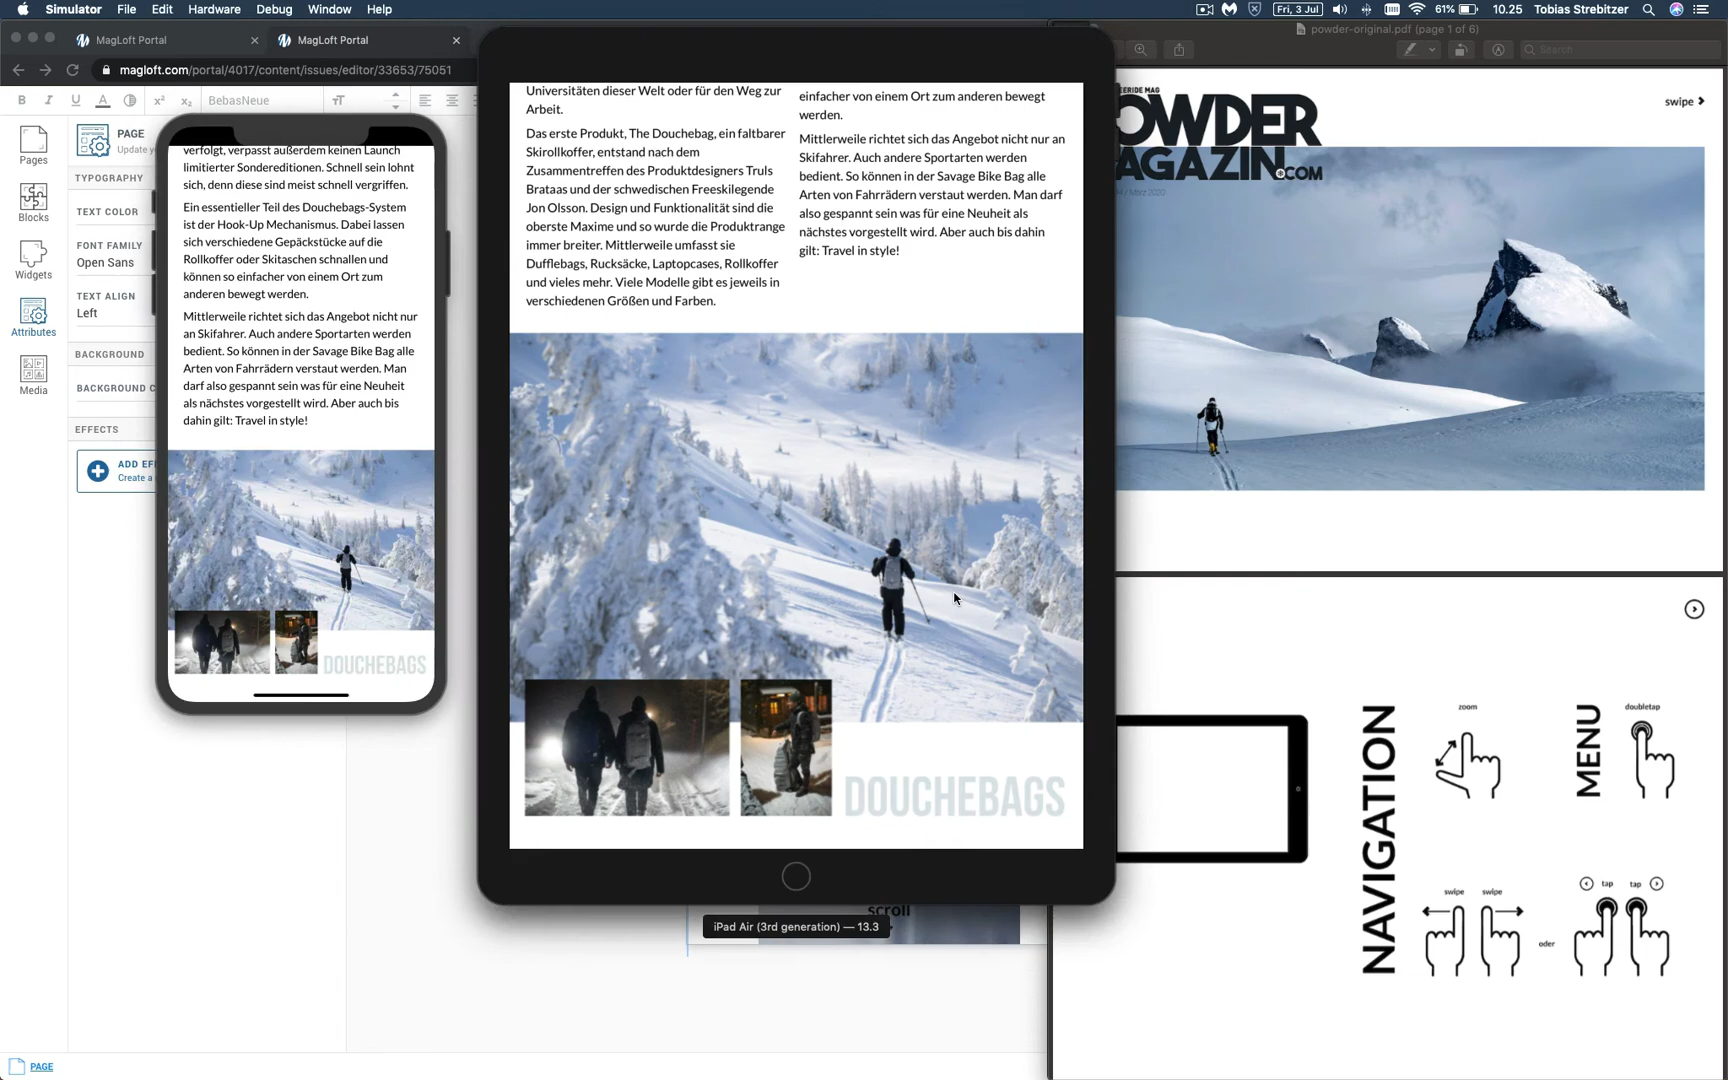 Simulator File Edit Hardware Debug Window Help
61% Fri, 3 Jul 10.25 Tobias Strebitzer
MagLoft Portal
MagLoft Portal
magloft.com/portal/4017/content/issues/editor/33653/75051
B I U A x² x₂ BebasNeue TT
Pages
Blocks
Widgets
Attributes
Media
PAGE
TYPOGRAPHY
TEXT COLOR
FONT FAMILY
Open Sans
TEXT ALIGN
Left
BACKGROUND
BACKGROUND C
EFFECTS
ADD EF
Create a
PAGE
verfolgt, verpasst außerdem keinen Launch
limitierter Sondereditionen. Schnell sein lohnt
sich, denn diese sind meist schnell vergriffen.
Ein essentieller Teil des Douchebags-System
ist der Hook-Up Mechanismus. Dabei lassen
sich verschiedene Gepäckstücke auf die
Rollkoffer oder Skitaschen schnallen und
können so einfacher von einem Ort zum
anderen bewegt werden.
Mittlerweile richtet sich das Angebot nicht nur
an Skifahrer. Auch andere Sportarten werden
bedient. So können in der Savage Bike Bag alle
Arten von Fahrrädern verstaut werden. Man
darf also gespannt sein was für eine Neuheit
als nächstes vorgestellt wird. Aber auch bis
dahin gilt: Travel in style!
DOUCHEBAGS
Universitäten dieser Welt oder für den Weg zur
Arbeit.
Das erste Produkt, The Douchebag, ein faltbarer
Skirollkoffer, entstand nach dem
Zusammentreffen des Produktdesigners Truls
Brataas und der schwedischen Freeskilegende
Jon Olsson. Design und Funktionalität sind die
oberste Maxime und so wurde die Produktrange
immer breiter. Mittlerweile umfasst sie
Dufflebags, Rucksäcke, Laptopcases, Rollkoffer
und vieles mehr. Viele Modelle gibt es jeweils in
verschiedenen Größen und Farben.
einfacher von einem Ort zum anderen bewegt
werden.
Mittlerweile richtet sich das Angebot nicht nur an
Skifahrer. Auch andere Sportarten werden
bedient. So können in der Savage Bike Bag alle
Arten von Fahrrädern verstaut werden. Man darf
also gespannt sein was für eine Neuheit als
nächstes vorgestellt wird. Aber auch bis dahin
gilt: Travel in style!
DOUCHEBAGS
scroll
iPad Air (3rd generation) — 13.3
powder-original.pdf (page 1 of 6)
Search
EERIDE MAG
OWDER
AGAZIN.COM
/ März 2020
swipe
NAVIGATION
zoom
MENU
doubletap
swipe swipe
oder
tap tap